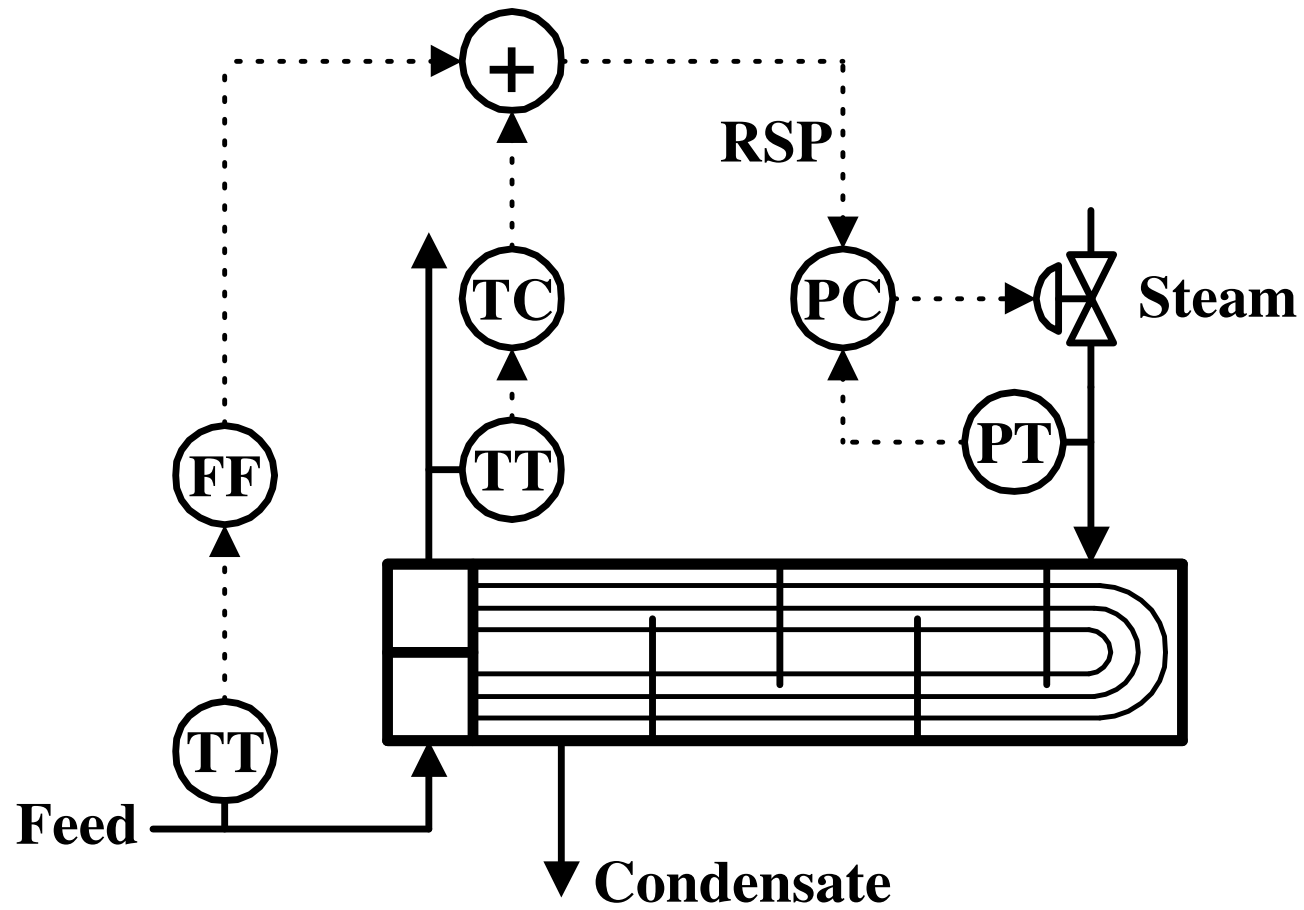 +
RSP
TC
PC
Steam
FF
TT
PT
TT
Feed
Condensate